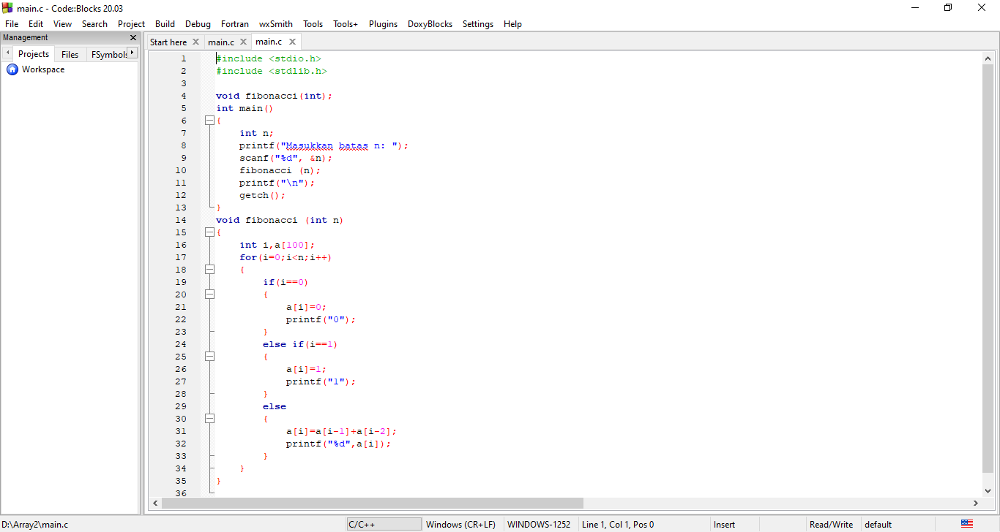 main.c - Code::Blocks 20.03
File Edit View Search Project Build Debug Fortran wxSmith Tools Tools+ Plugins DoxyBlocks Settings Help
Management
Start here main.c main.c
Projects Files FSymbols
Workspace
1 #include <stdio.h>
2 #include <stdlib.h>
3
4 void fibonacci(int);
5 int main()
6 {
7 int n;
8 printf("Masukkan batas n: ");
9 scanf("%d", &n);
10 fibonacci (n);
11 printf("\n");
12 getch();
13 }
14 void fibonacci (int n)
15 {
16 int i,a[100];
17 for(i=0;i<n;i++)
18 {
19 if(i==0)
20 {
21 a[i]=0;
22 printf("0");
23 }
24 else if(i==1)
25 {
26 a[i]=1;
27 printf("1");
28 }
29 else
30 {
31 a[i]=a[i-1]+a[i-2];
32 printf("%d",a[i]);
33 }
34 }
35 }
36
D:\Array2\main.c C/C++ Windows (CR+LF) WINDOWS-1252 Line 1, Col 1, Pos 0 Insert Read/Write default